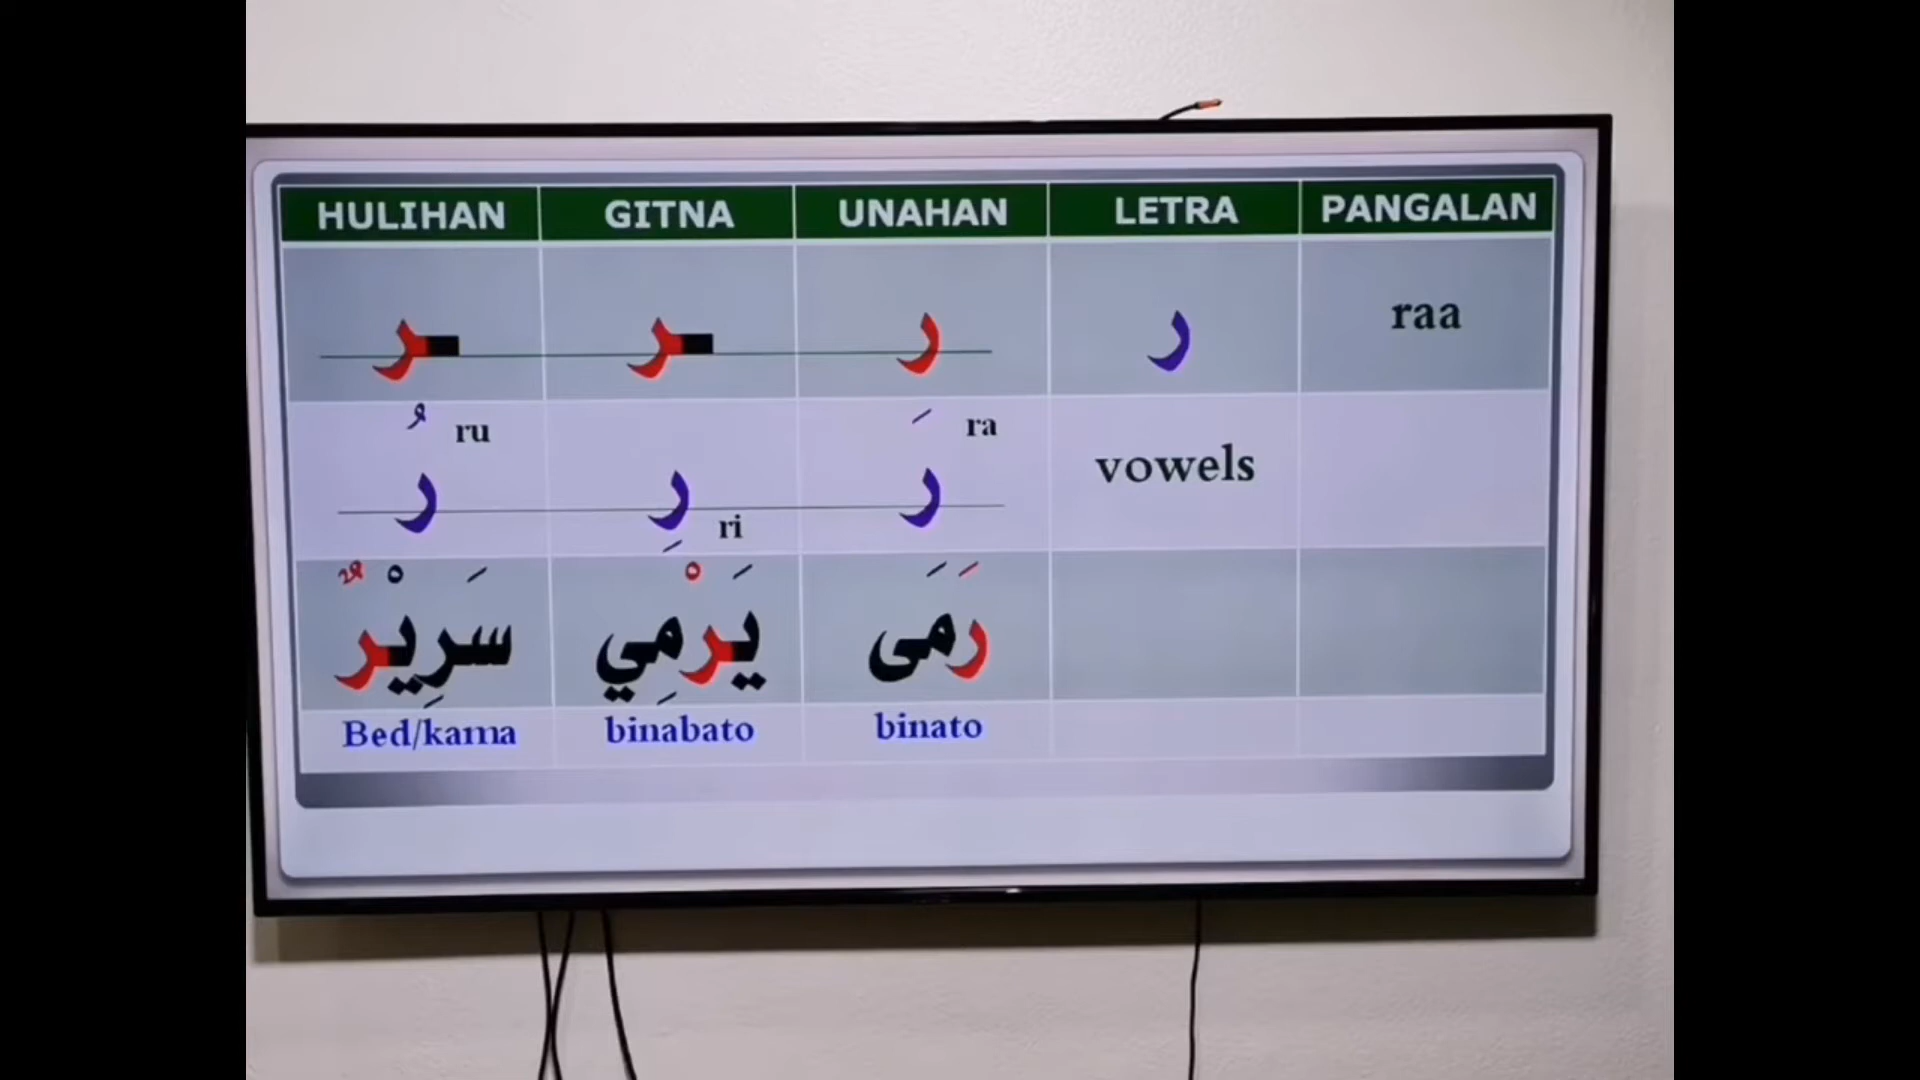 HULIHAN GITNA UNAHAN LETRA PANGALAN
ـر ـر ر ر raa
رُ ru رِ ri رَ ra vowels
سَرِيْرٌ يَرْمِي رَمَى
Bed/kama binabato binato